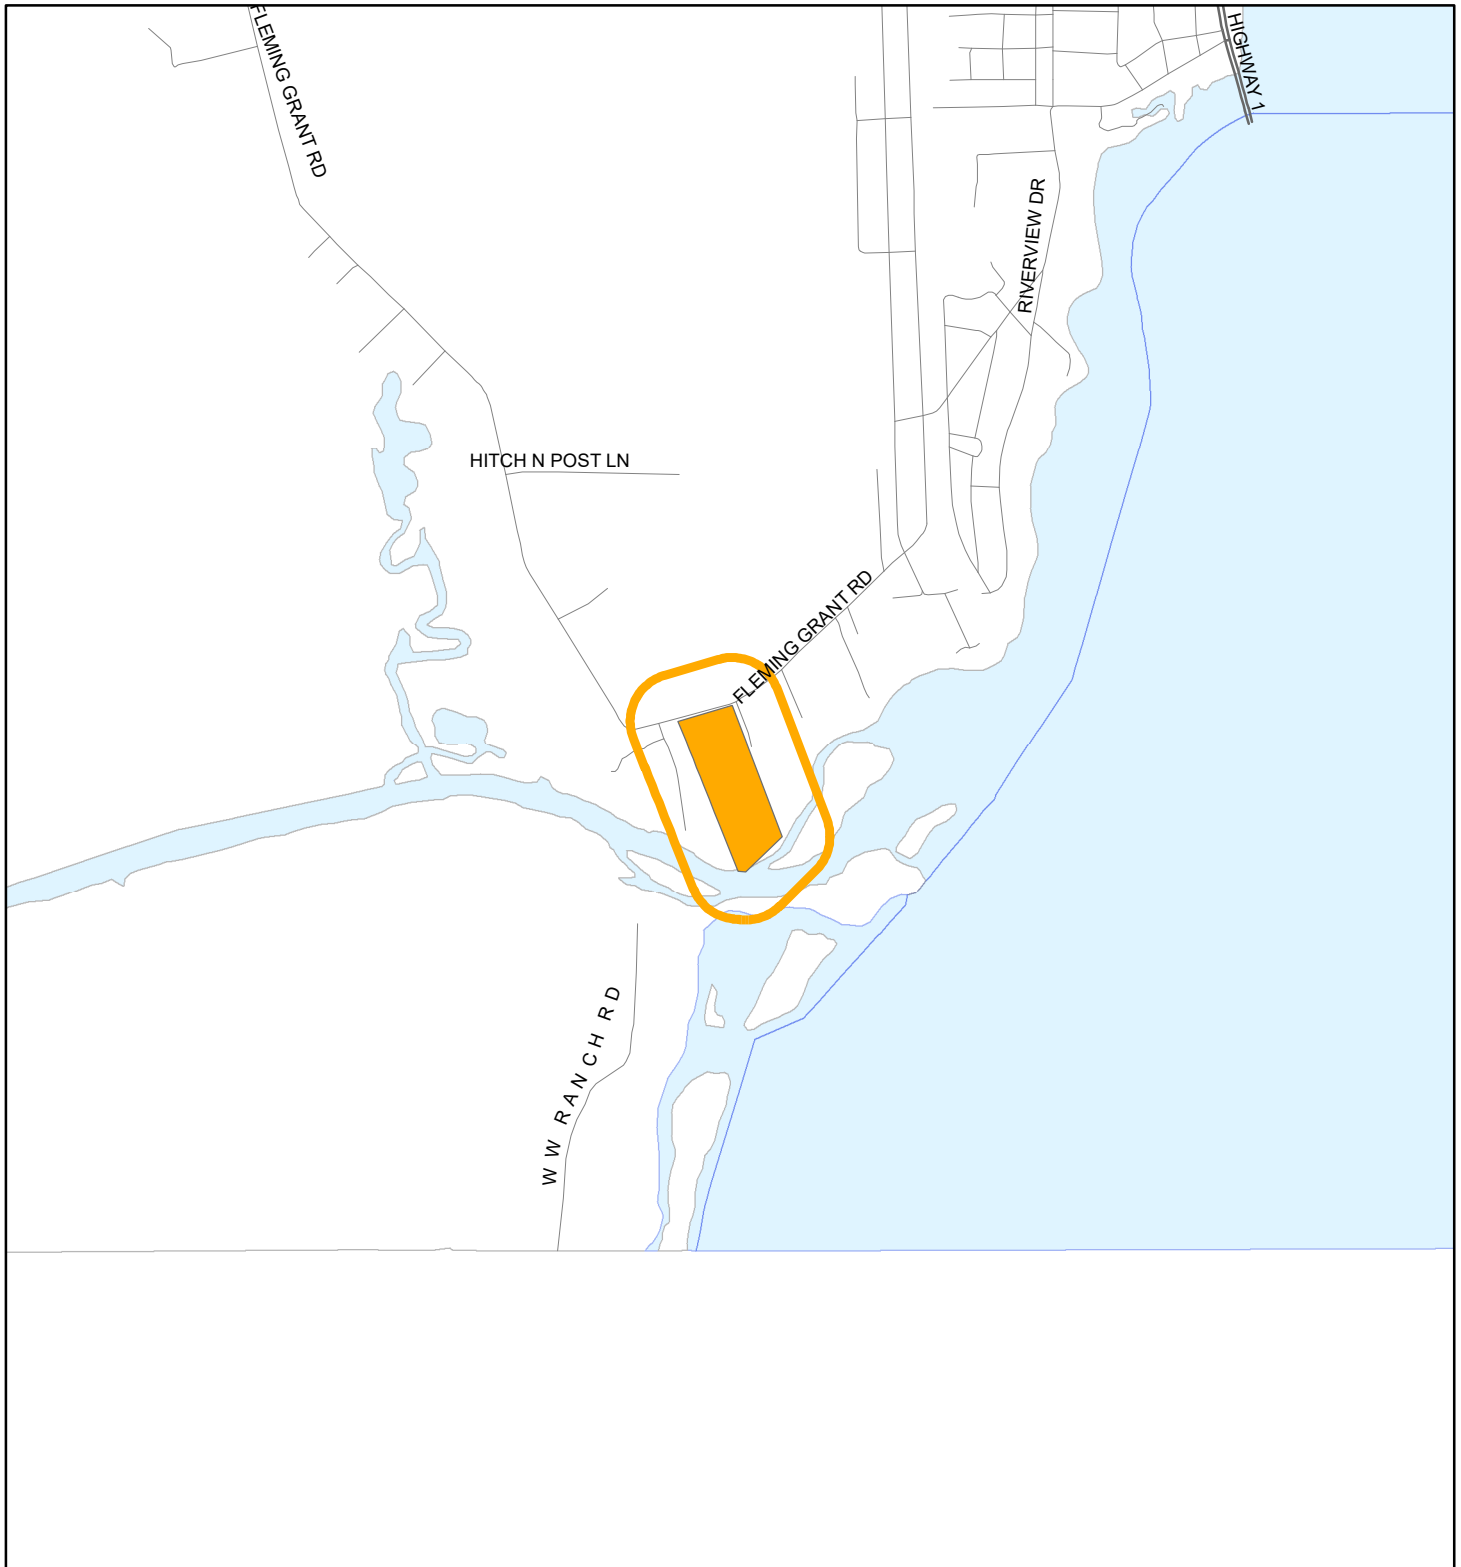 FLEMING GRANT RD
HIGHWAY 1
RIVERVIEW DR
HITCH N POST LN
FLEMING GRANT RD
W W RANCH RD